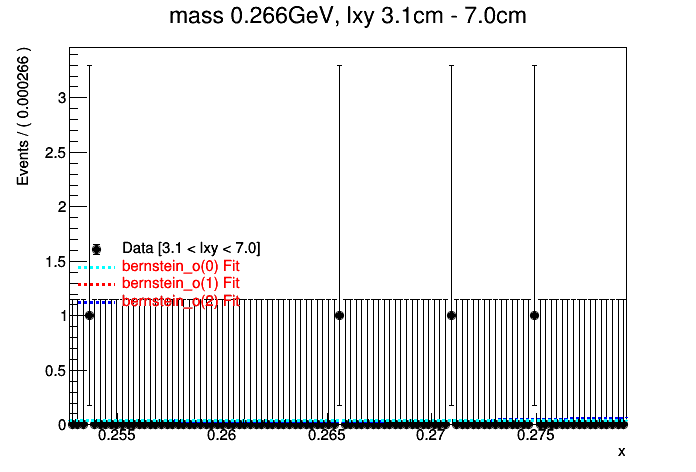 mass 0.266GeV, lxy 3.1cm - 7.0cm
Events / ( 0.000266 )
3
2.5
2
1.5
1
0.5
0
Data [3.1 < lxy < 7.0]
bernstein_o(0) Fit
bernstein_o(1) Fit
bernstein_o(2) Fit
0.255 0.26 0.265 0.27 0.275
x